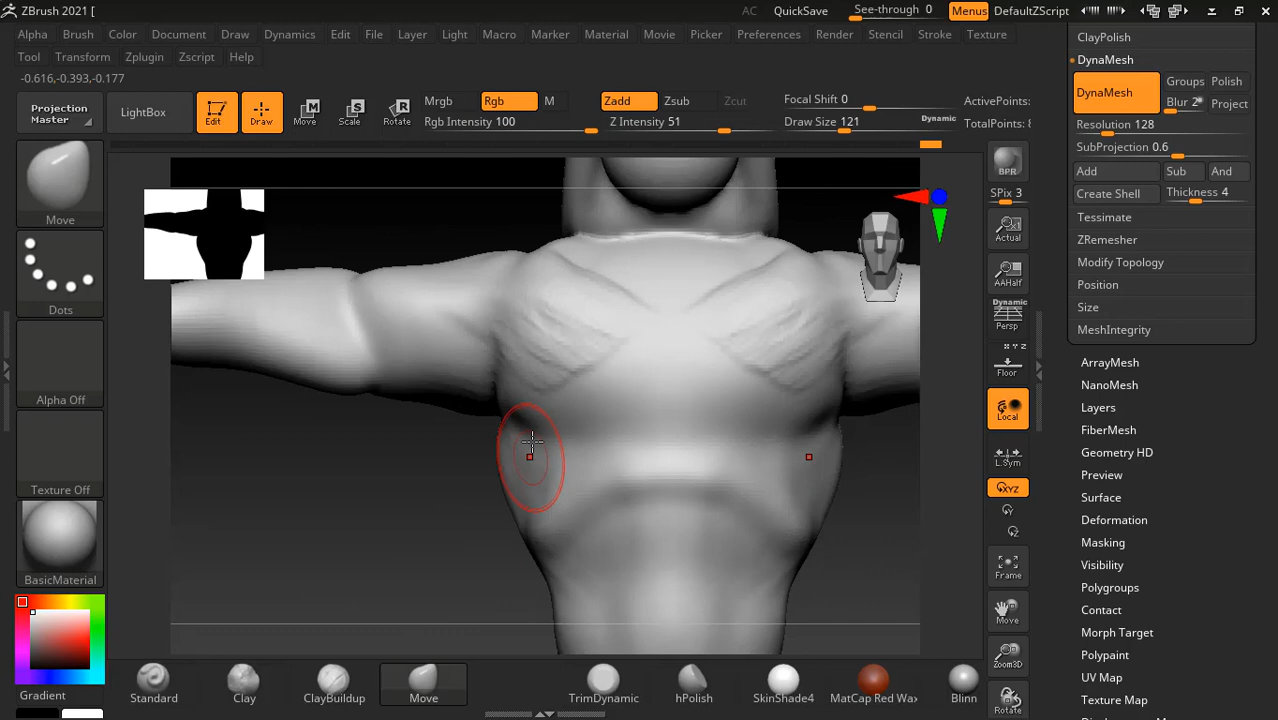 ZBrush 2021 [
AC QuickSave See-through 0 Menus DefaultZScript
Alpha Brush Color Document Draw Dynamics Edit File Layer Light Macro Marker Material Movie Picker Preferences Render Stencil Stroke Texture
Tool Transform Zplugin Zscript Help
-0.616,-0.393,-0.177
Projection Master
LightBox
Edit
Draw
Move
Scale
Rotate
Mrgb Rgb M
Rgb Intensity 100
Zadd Zsub Zcut
Z Intensity 51
Focal Shift 0
Draw Size 121 Dynamic
ActivePoints:
TotalPoints: 8
Move
Dots
Alpha Off
Texture Off
BasicMaterial
Gradient
BPR
SPix 3
Actual
AAHalf
Dynamic
Persp
X Y Z
Floor
Local
L.Sym
XYZ
Y
Z
Frame
Move
Zoom3D
Rotate
ClayPolish
DynaMesh
DynaMesh
Groups Polish
Blur 2 Project
Resolution 128
SubProjection 0.6
Add Sub And
Create Shell Thickness 4
Tessimate
ZRemesher
Modify Topology
Position
Size
MeshIntegrity
ArrayMesh
NanoMesh
Layers
FiberMesh
Geometry HD
Preview
Surface
Deformation
Masking
Visibility
Polygroups
Contact
Morph Target
Polypaint
UV Map
Texture Map
Standard Clay ClayBuildup Move TrimDynamic hPolish SkinShade4 MatCap Red Wax Blinn